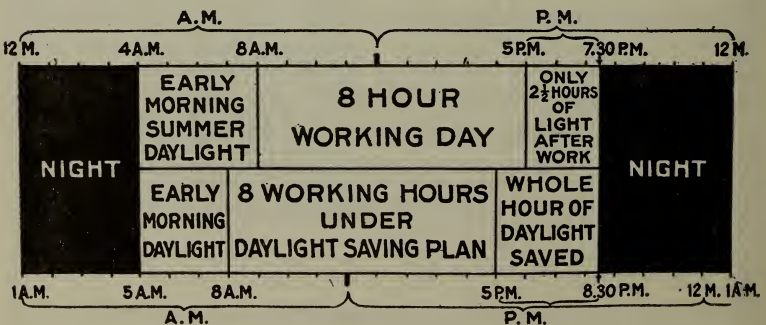 A.M. P.M.
12 M. 4 A.M. 8 A.M. 5 P.M. 7.30 P.M. 12 M.
NIGHT
EARLY
MORNING
SUMMER
DAYLIGHT
8 HOUR
WORKING DAY
ONLY
2½ HOURS
OF
LIGHT
AFTER
WORK
NIGHT
EARLY
MORNING
DAYLIGHT
8 WORKING HOURS
UNDER
DAYLIGHT SAVING PLAN
WHOLE
HOUR OF
DAYLIGHT
SAVED
1 A.M. 5 A.M. 8 A.M. 5 P.M. 8.30 P.M. 12 M. 1 A.M.
A.M. P.M.